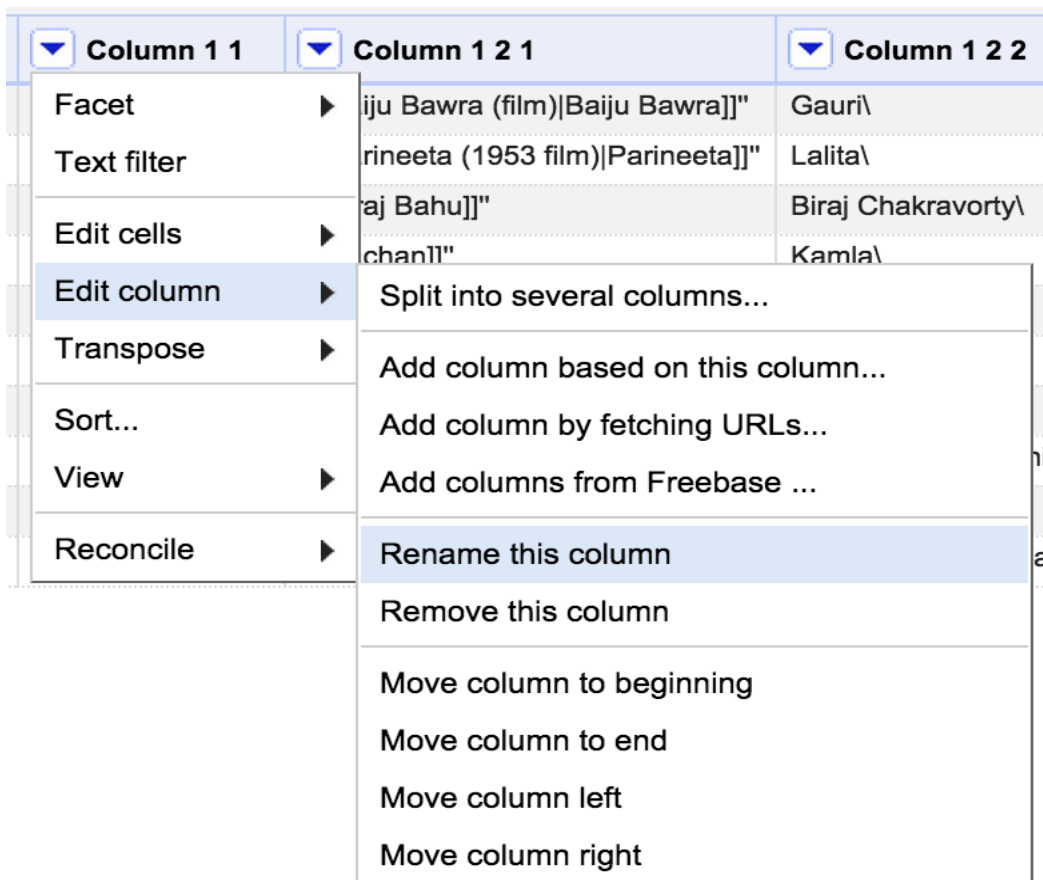 Column 1 1 Column 1 2 1 Column 1 2 2
Facet
Text filter
Edit cells
Edit column
Transpose
Sort...
View
Reconcile
iju Bawra (film)|Baiju Bawra]]" Gauri\
rineeta (1953 film)|Parineeta]]" Lalita\
raj Bahu]]" Biraj Chakravorty\
chan]]" Kamla\
Split into several columns...
Add column based on this column...
Add column by fetching URLs...
Add columns from Freebase ...
Rename this column
Remove this column
Move column to beginning
Move column to end
Move column left
Move column right